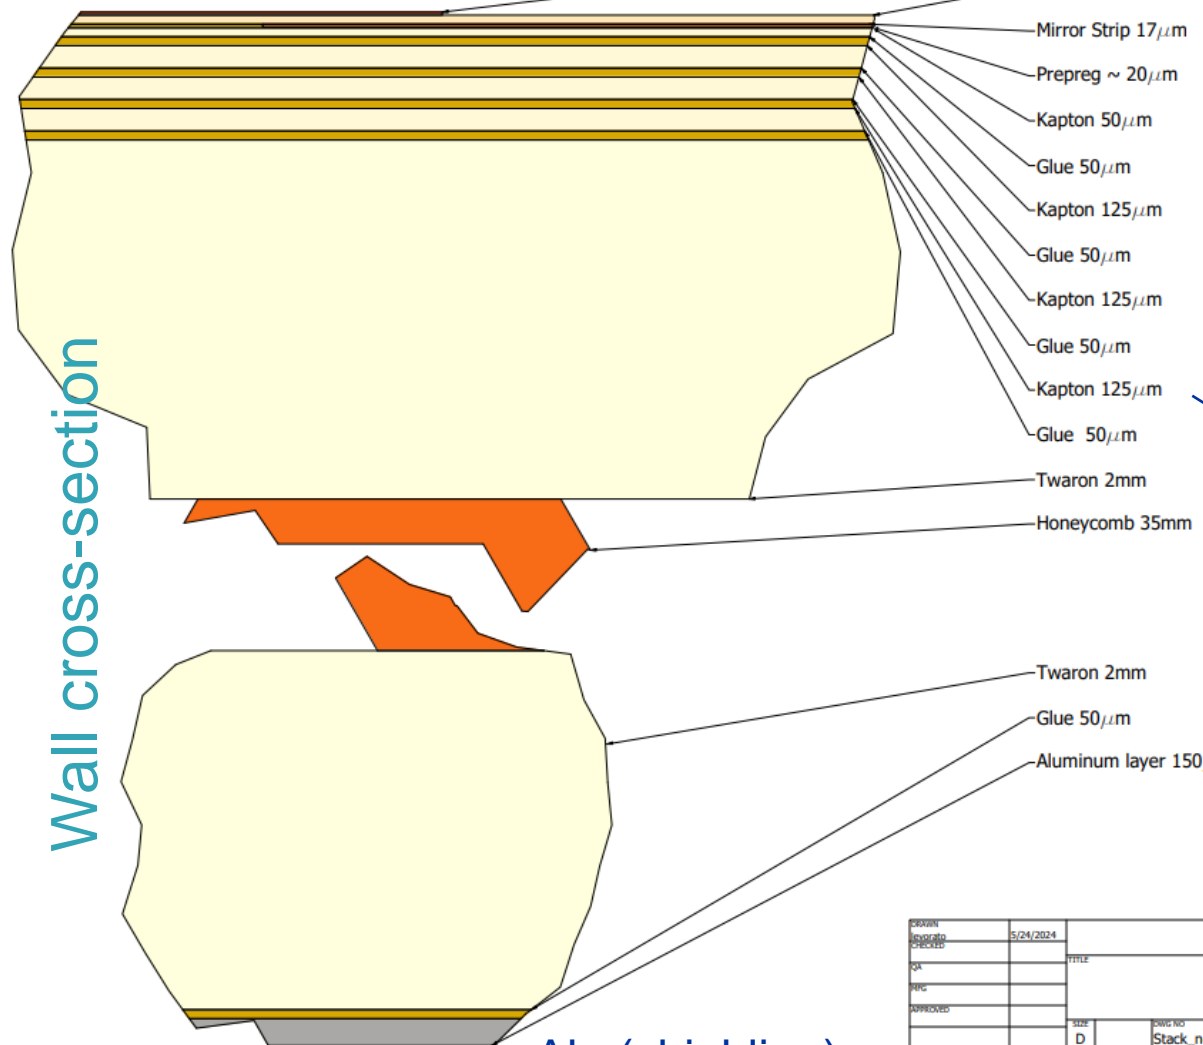 Mirror Strip 17μm
Prepreg ~ 20μm
Kapton 50μm
Glue 50μm
Kapton 125μm
Glue 50μm
Kapton 125μm
Glue 50μm
Kapton 125μm
Glue  50μm
Twaron 2mm
Honeycomb 35mm
Wall cross-section
Twaron 2mm
Glue 50μm
Aluminum layer 150
DRAWN
levorato
5/24/2024
CHECKED
QA
MFG
APPROVED
TITLE
SIZE
D
DWG NO
Stack_n